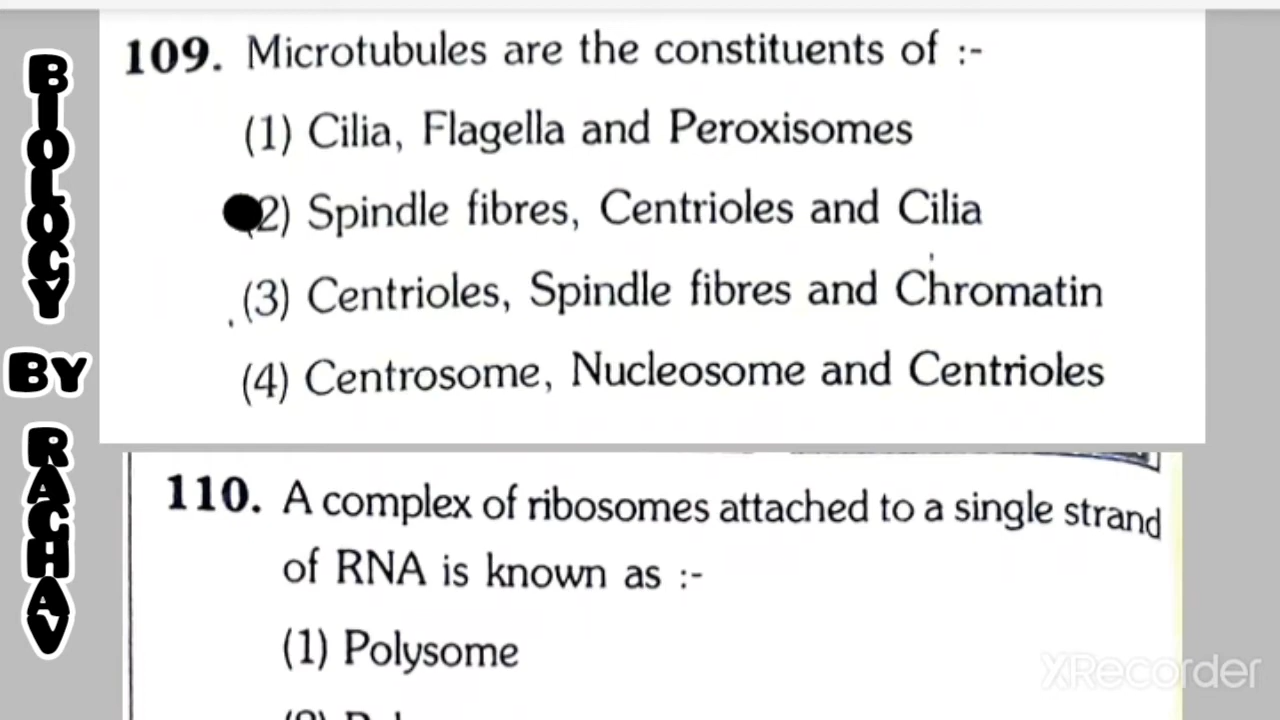 BIOLOGY
BY
RAGHAV
109. Microtubules are the constituents of :-
(1) Cilia, Flagella and Peroxisomes
2) Spindle fibres, Centrioles and Cilia
(3) Centrioles, Spindle fibres and Chromatin
(4) Centrosome, Nucleosome and Centrioles
110. A complex of ribosomes attached to a single strand
of RNA is known as :-
(1) Polysome
XRecorder